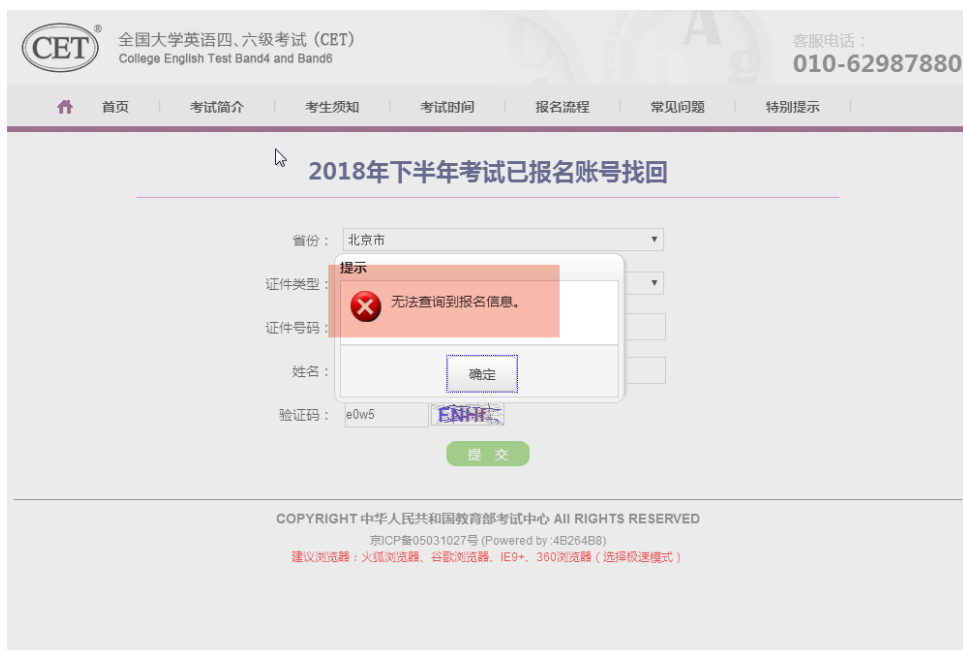 CET®
全国大学英语四、六级考试 (CET)
College English Test Band4 and Band6
客服电话：
010-62987880
首页 考试简介 考生须知 考试时间 报名流程 常见问题 特别提示
2018年下半年考试已报名账号找回
省份： 北京市
提示
证件类型：
无法查询到报名信息。
证件号码：
姓名：
确定
验证码： e0w5
提 交
COPYRIGHT 中华人民共和国教育部考试中心 All RIGHTS RESERVED
京ICP备05031027号 (Powered by :4B264B8)
建议浏览器：火狐浏览器、谷歌浏览器、IE9+、360浏览器 ( 选择极速模式 )